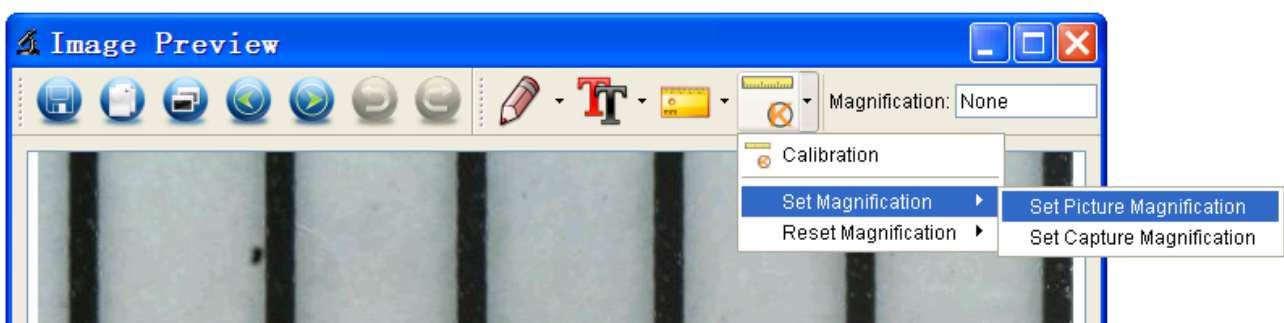 Image Preview
Magnification: None
Calibration
Set Magnification
Reset Magnification
Set Picture Magnification
Set Capture Magnification